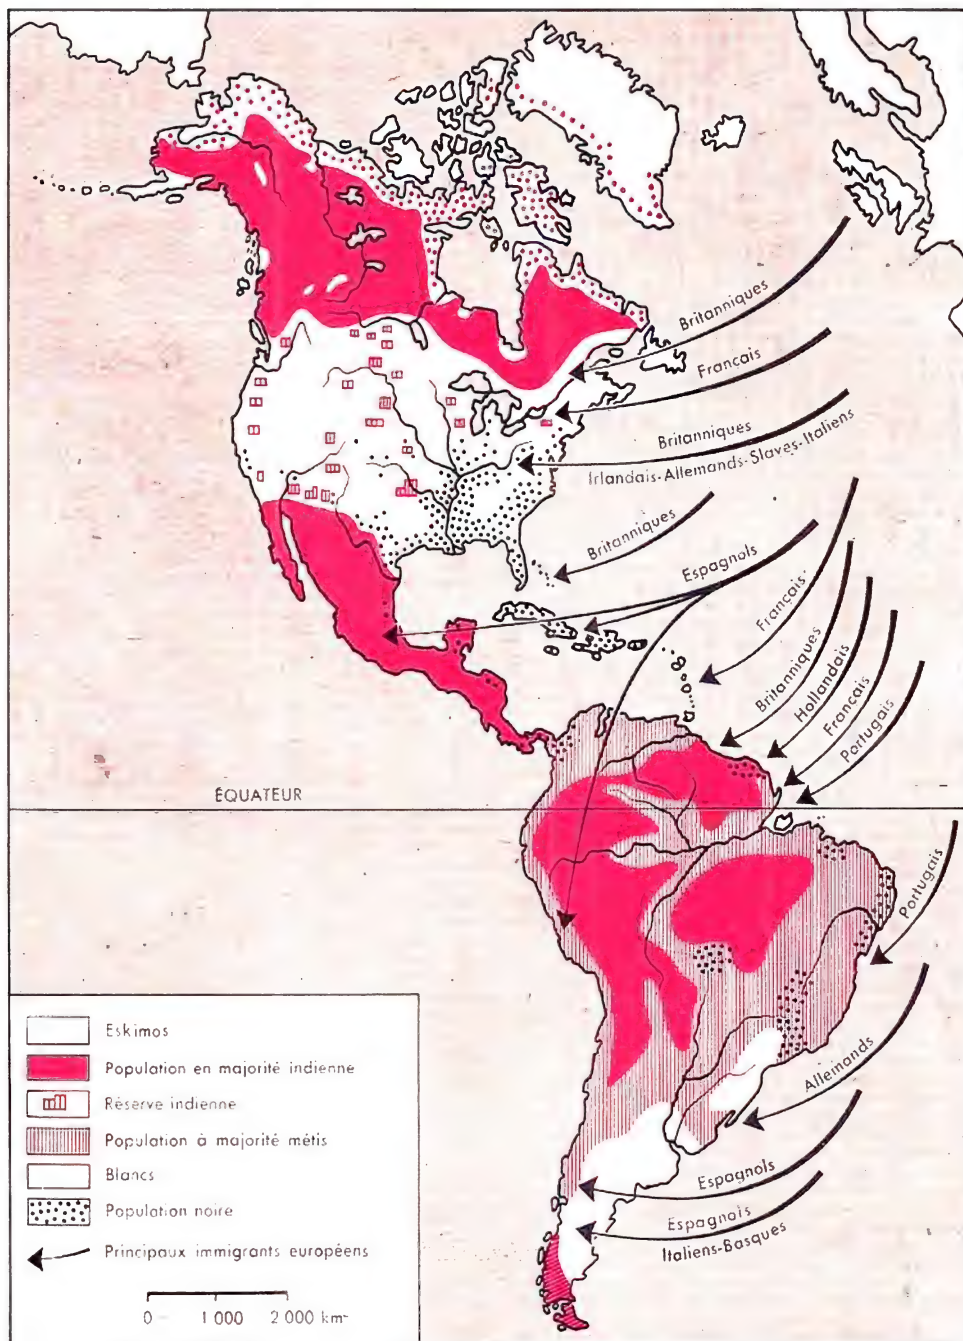 Britanniques
Français
Britanniques
Irlandais-Allemands-Slaves-Italiens
Britanniques
Espagnols
Français
Britanniques
Hollandais
Français
Portugais
ÉQUATEUR
Portugais
Allemands
Espagnols
Espagnols
Italiens-Basques
Eskimos
Population en majorité indienne
Réserve indienne
Population à majorité métis
Blancs
Population noire
Principaux immigrants européens
0 1 000 2 000 km